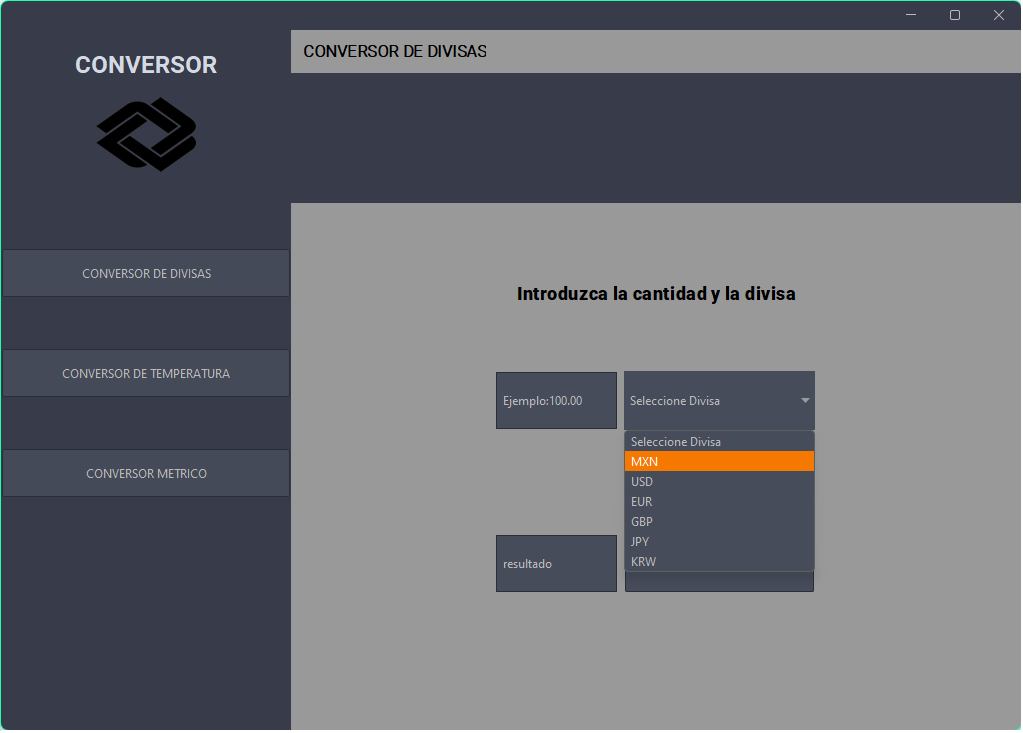 CONVERSOR
CONVERSOR DE DIVISAS
CONVERSOR DE TEMPERATURA
CONVERSOR METRICO
CONVERSOR DE DIVISAS
Introduzca la cantidad y la divisa
Ejemplo:100.00
Seleccione Divisa
Seleccione Divisa
MXN
USD
EUR
GBP
JPY
KRW
resultado